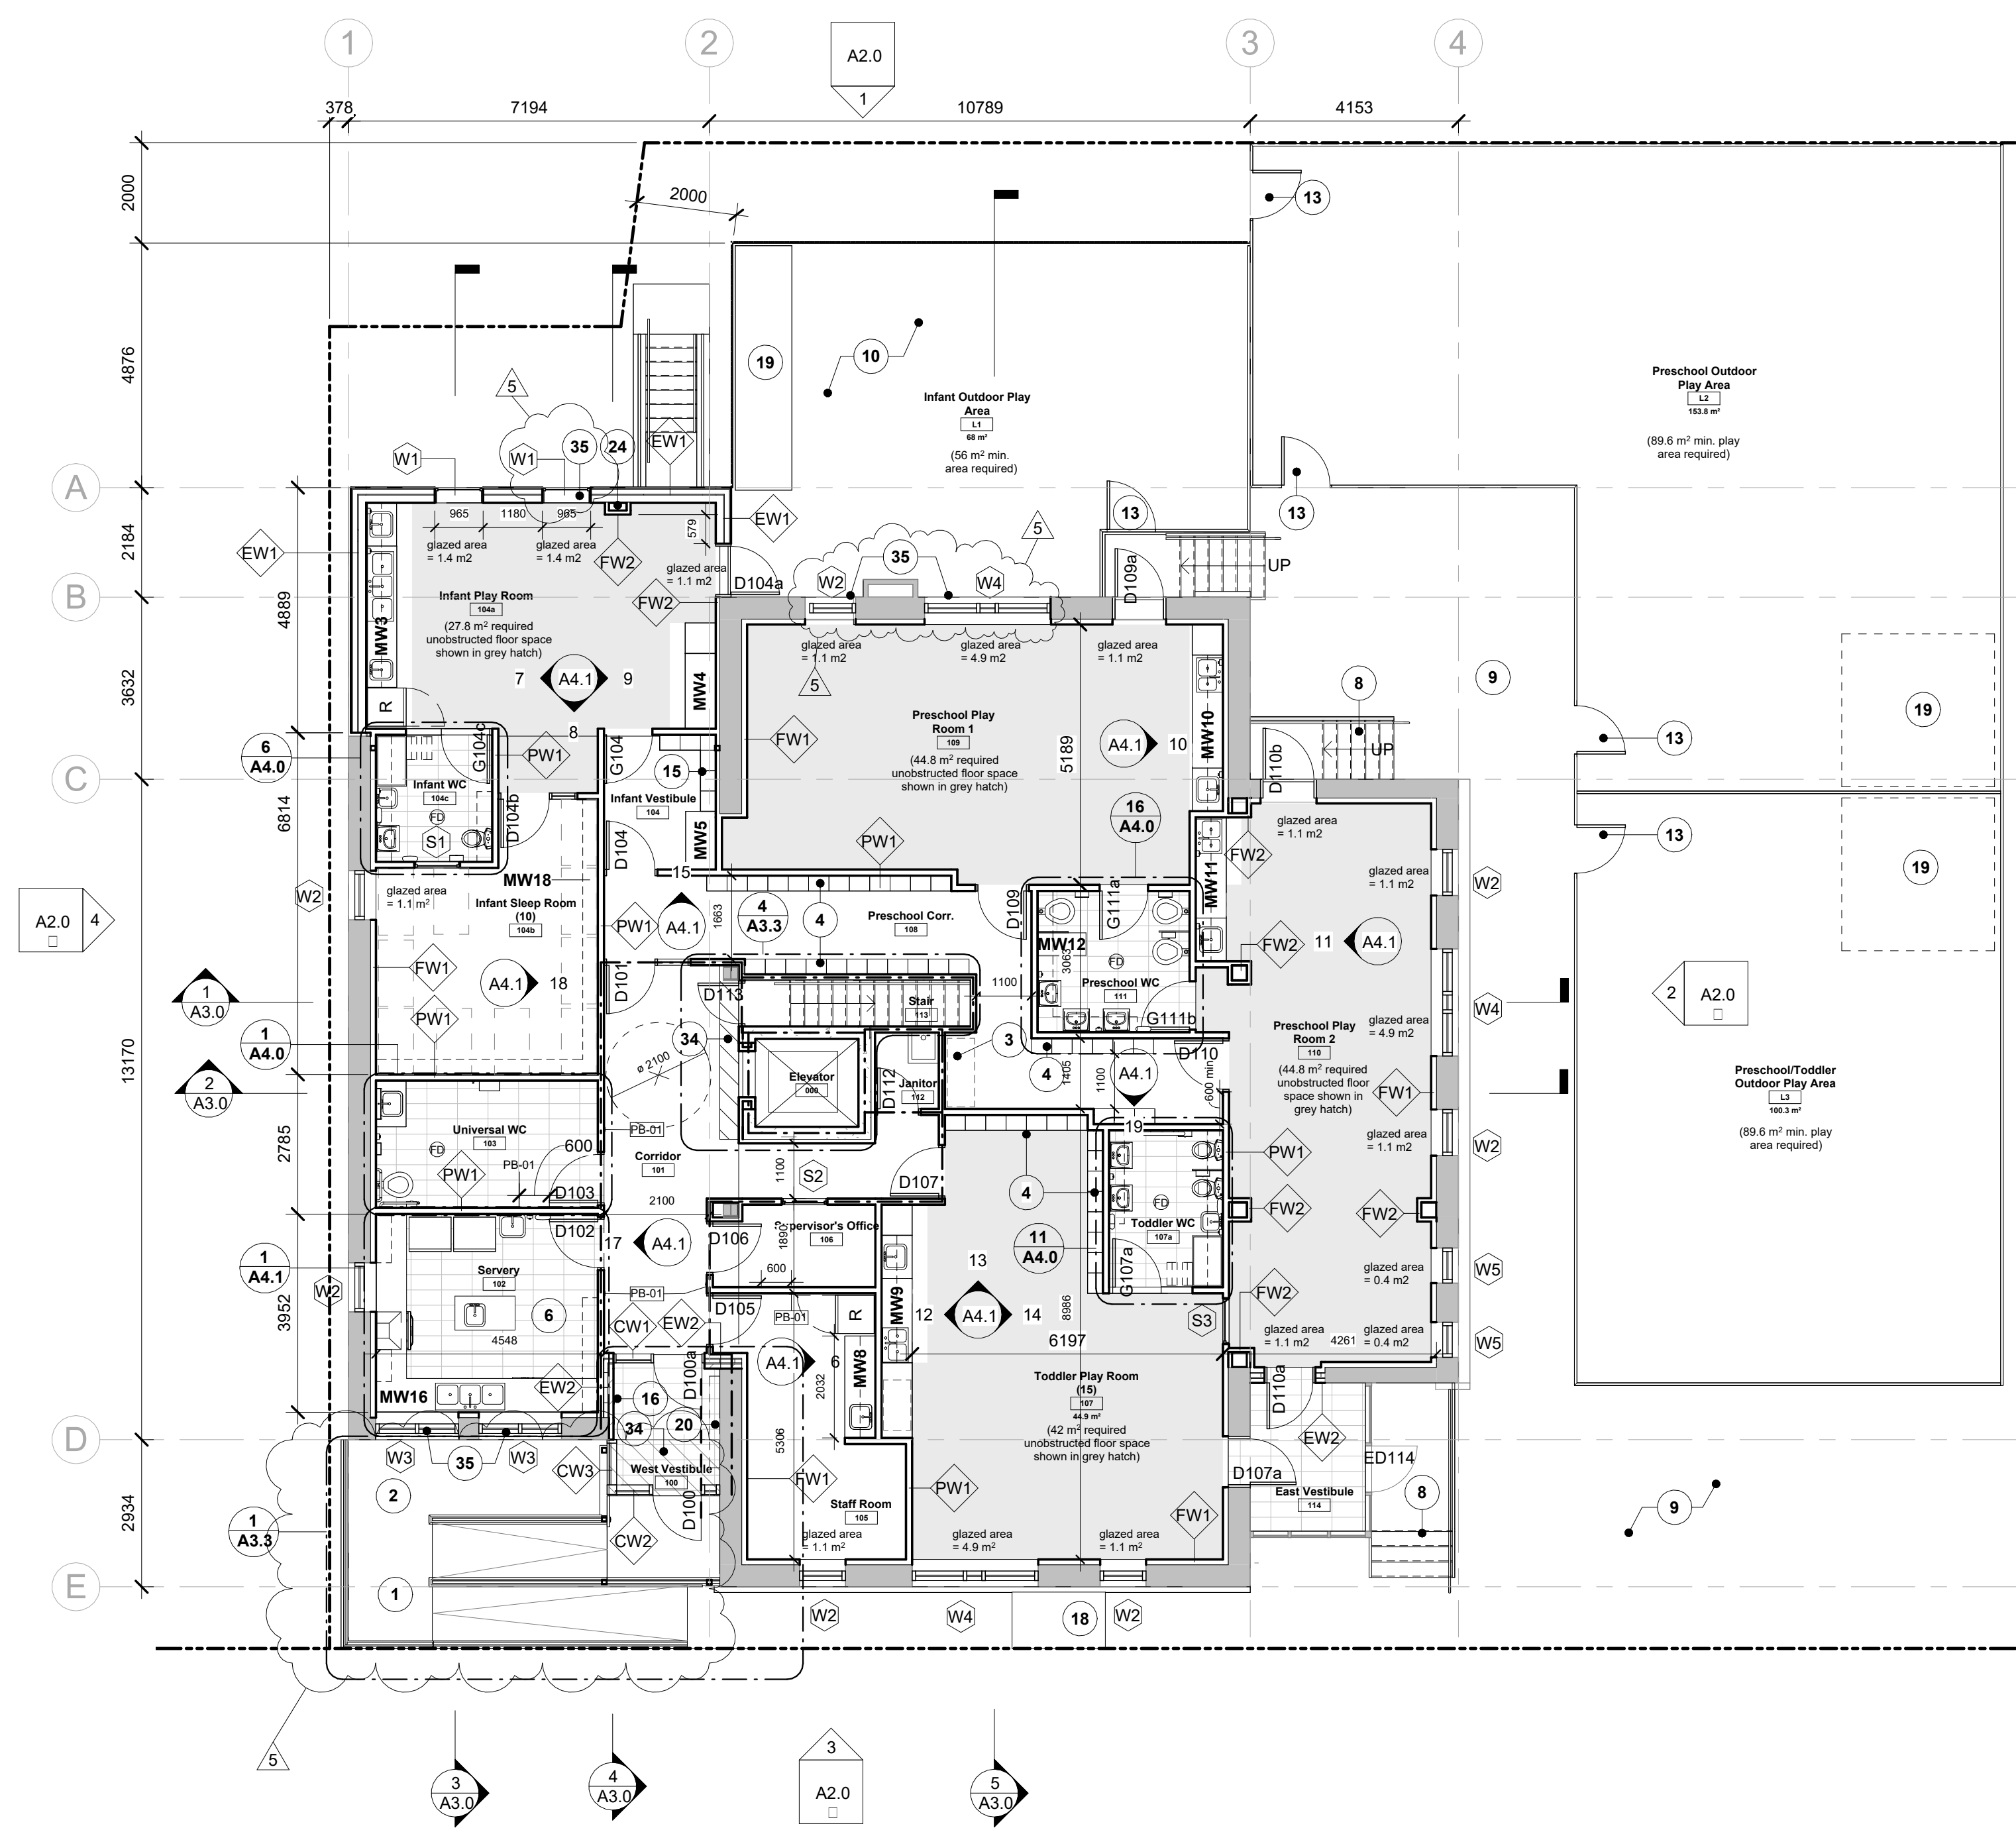 1
2
3
4
A2.0
1
378
7194
10789
4153
2000
2000
13
4876
19
10
5
Infant Outdoor Play
Area
L1
68 m²
(56 m² min.
area required)
Preschool Outdoor
Play Area
L2
153.8 m²
(89.6 m² min. play
area required)
35
24
EW1
W1
W1
A
13
13
965
1180
965
579
EW1
5
2184
EW1
glazed area
= 1.4 m2
glazed area
= 1.4 m2
FW2
glazed area
= 1.1 m2
D104a
35
W2
W4
D109a
UP
B
4889
Infant Play Room
104a
(27.8 m² required
unobstructed floor space
shown in grey hatch)
FW2
MW3
glazed area
= 1.1 m2
glazed area
= 4.9 m2
glazed area
= 1.1 m2
3632
7
A4.1
9
8
MW4
R
5
8
9
19
Preschool Play
Room 1
109
(44.8 m² required
unobstructed floor space
shown in grey hatch)
FW1
5189
A4.1
10
MW10
UP
13
6
A4.0
G104c
PW1
G104
15
D110b
C
Infant WC
104c
FD
S1
D104b
Infant Vestibule
104
16
A4.0
6814
D104
MW5
PW1
glazed area
= 1.1 m2
13
19
FW2
MW11
15
W2
glazed area
= 1.1 m²
MW18
Infant Sleep Room
(10)
104b
glazed area
= 1.1 m2
W2
A2.0
4
PW1
A4.1
1663
4
A3.3
4
Preschool Corr.
108
D109
G111a
MW12
3063
FD
Preschool WC
111
G111b
FW2
11
A4.1
FW1
A4.1
18
D101
D113
1
A3.0
PW1
Stair
113
1100
W4
2
A2.0
1
A4.0
34
3
4
1405
1100
A4.1
D110
600 min
glazed area
= 4.9 m2
Preschool Play
Room 2
110
(44.8 m² required
unobstructed floor
space shown in
grey hatch)
13170
ø 2100
Elevator
000
D112
Janitor
112
FW1
Preschool/Toddler
Outdoor Play Area
L3
100.3 m²
(89.6 m² min. play
area required)
2
A3.0
2785
Universal WC
103
FD
PW1
PB-01
600
D103
PB-01
Corridor
101
2100
1100
S2
D107
19
FD
Toddler WC
107a
G107a
PW1
glazed area
= 1.1 m2
W2
4
FW2
FW2
D102
17
A4.1
D106
1890
106
600
11
A4.0
13
1
A4.1
W2
3952
Servery
102
6
4548
PB-01
CW1
EW2
D105
PB-01
R
MW9
12
A4.1
14
8986
6197
S3
FW2
glazed area
= 0.4 m2
W5
glazed area
= 1.1 m2
4261
glazed area
= 0.4 m2
W5
MW16
EW2
D100a
16
34
20
A4.1
6
2032
MW8
Toddler Play Room
(15)
107
44.9 m²
(42 m² required
unobstructed floor space
shown in grey hatch)
D110a
EW2
D
W3
35
W3
CW3
West Vestibule
100
5306
FW1
PW1
D107a
ED114
2
D100
Staff Room
105
East Vestibule
114
8
9
2934
1
A3.3
CW2
glazed area
= 1.1 m²
glazed area
= 4.9 m²
glazed area
= 1.1 m²
FW1
E
1
W2
W4
18
W2
5
3
A3.0
4
A3.0
3
A2.0
5
A3.0